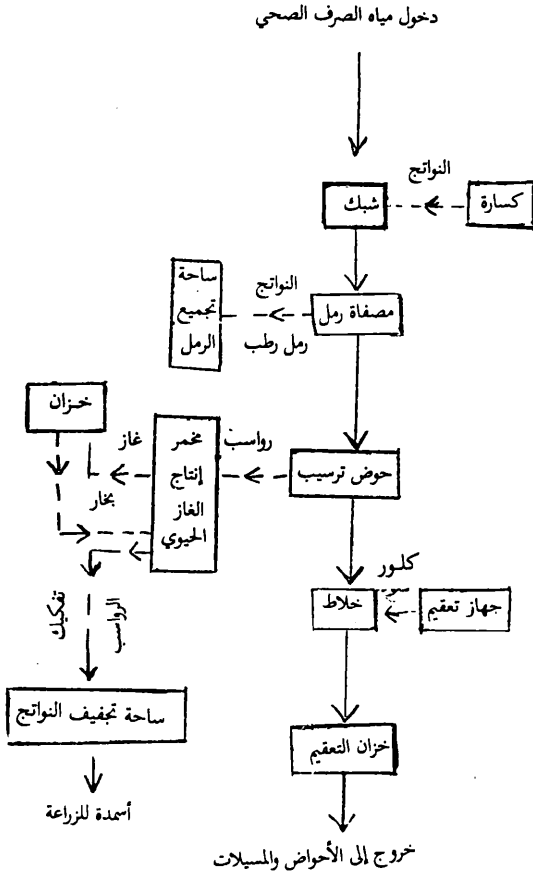 دخول مياه الصرف الصحي
النواتج
كسارة
شبك
النواتج
ساحة
تجميع
الرمل
مصفاة رمل
رمل رطب
خزان
غاز
مخمر
إنتاج
الغاز
الحيوي
رواسب
حوض ترسيب
بخار
كلور
خلاط
جهاز تعقيم
تفكيك
الرواسب
ساحة تجفيف النواتج
خزان التعقيم
أسمدة للزراعة
خروج إلى الأحواض والمسيلات